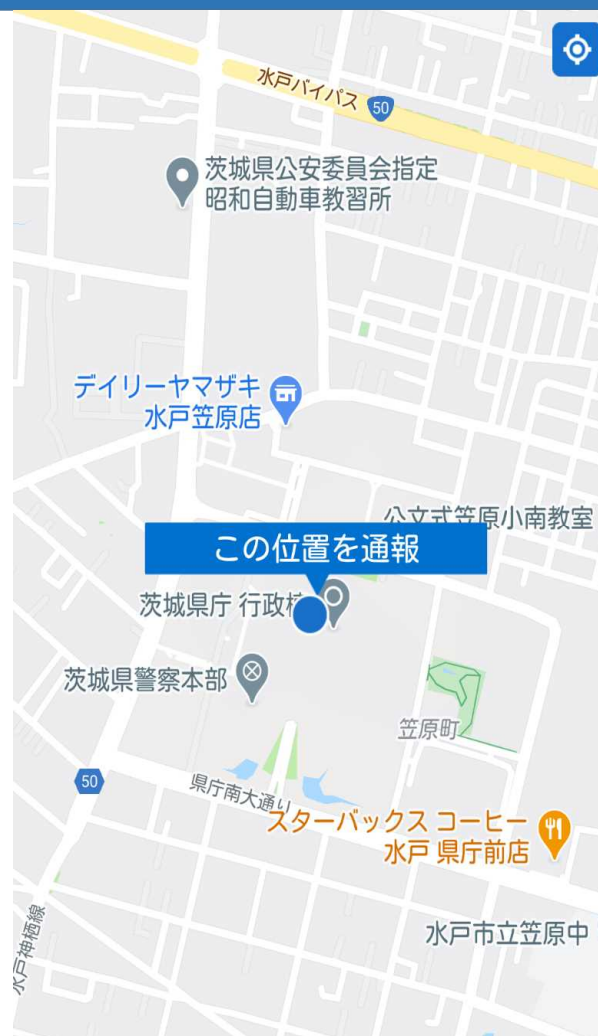 水戸バイパス
50
茨城県公安委員会指定
昭和自動車教習所
デイリーヤマザキ
水戸笠原店
公文式笠原小南教室
この位置を通報
茨城県庁 行政
茨城県警察本部
笠原町
50
県庁南大通り
スターバックス コーヒー
水戸 県庁前店
水戸市立笠原中
水戸神栖線